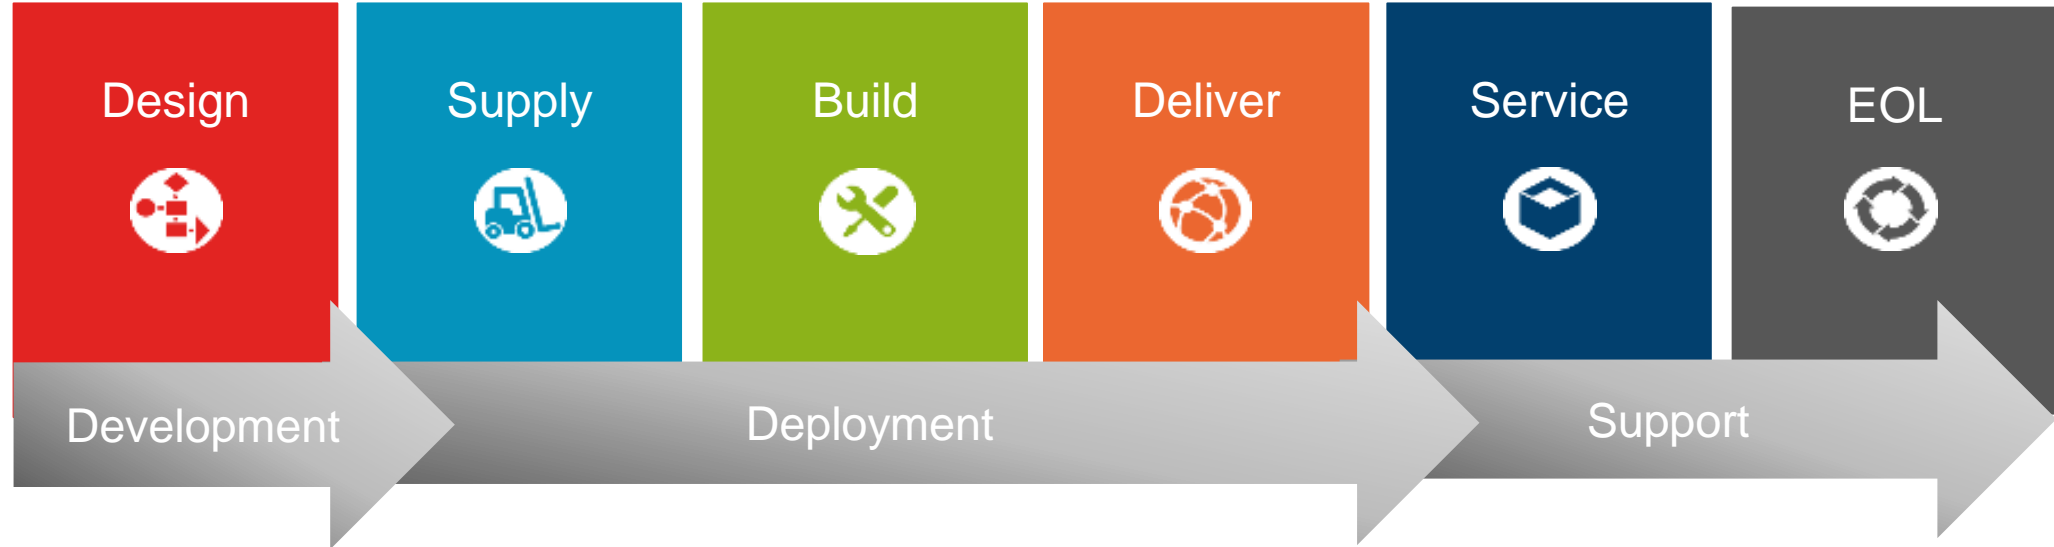 Design
Supply
Build
Deliver
Service
EOL
Development
Deployment
Support